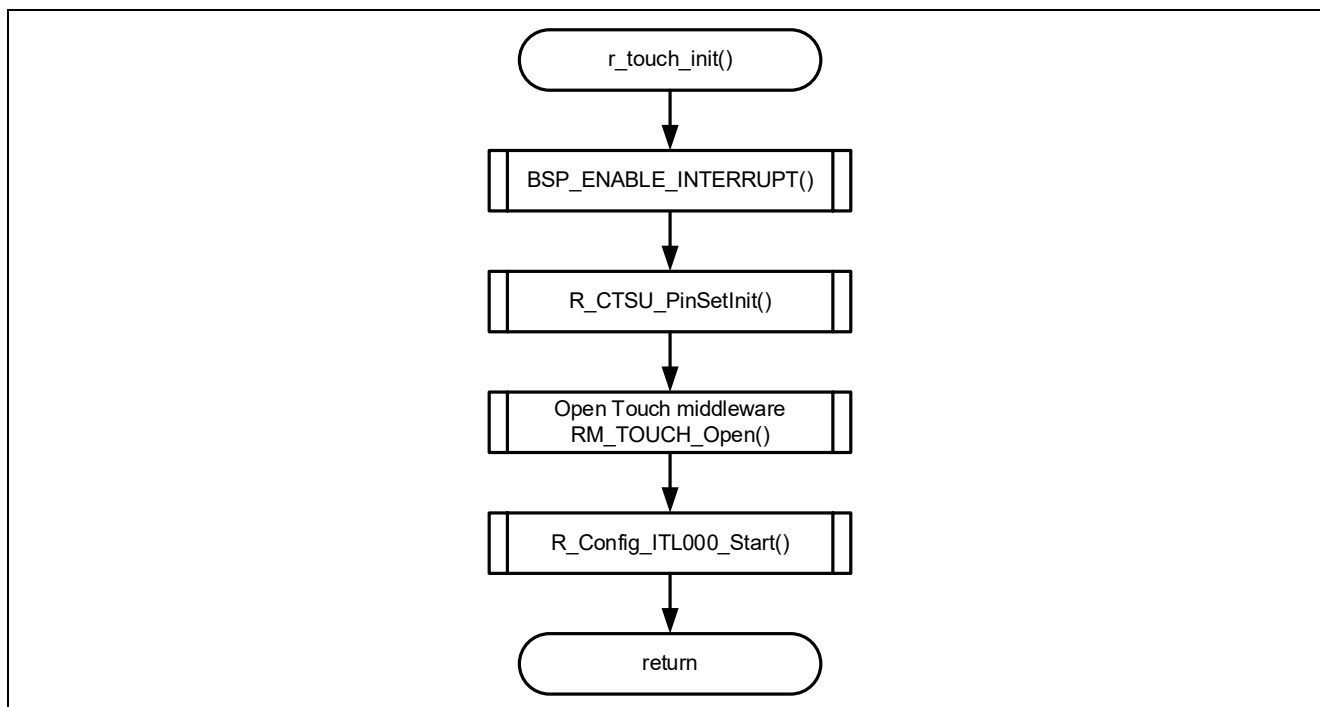 r_touch_init()
BSP_ENABLE_INTERRUPT()
R_CTSU_PinSetInit()
Open Touch middleware
RM_TOUCH_Open()
R_Config_ITL000_Start()
return